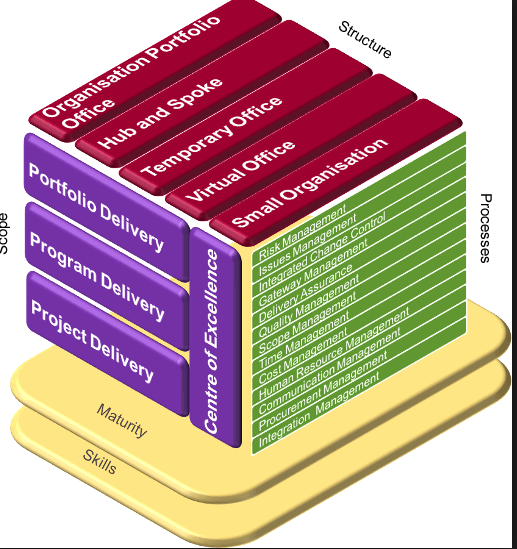 Structure
Organisation Portfolio
Office
Hub and Spoke
Temporary Office
Virtual Office
Small Organisation
Scope
Portfolio Delivery
Program Delivery
Project Delivery
Centre of Excellence
Processes
Risk Management
Issues Management
Integrated Change Control
Gateway Management
Delivery Assurance
Quality Management
Scope Management
Time Management
Cost Management
Human Resource Management
Communication Management
Procurement Management
Integration Management
Maturity
Skills